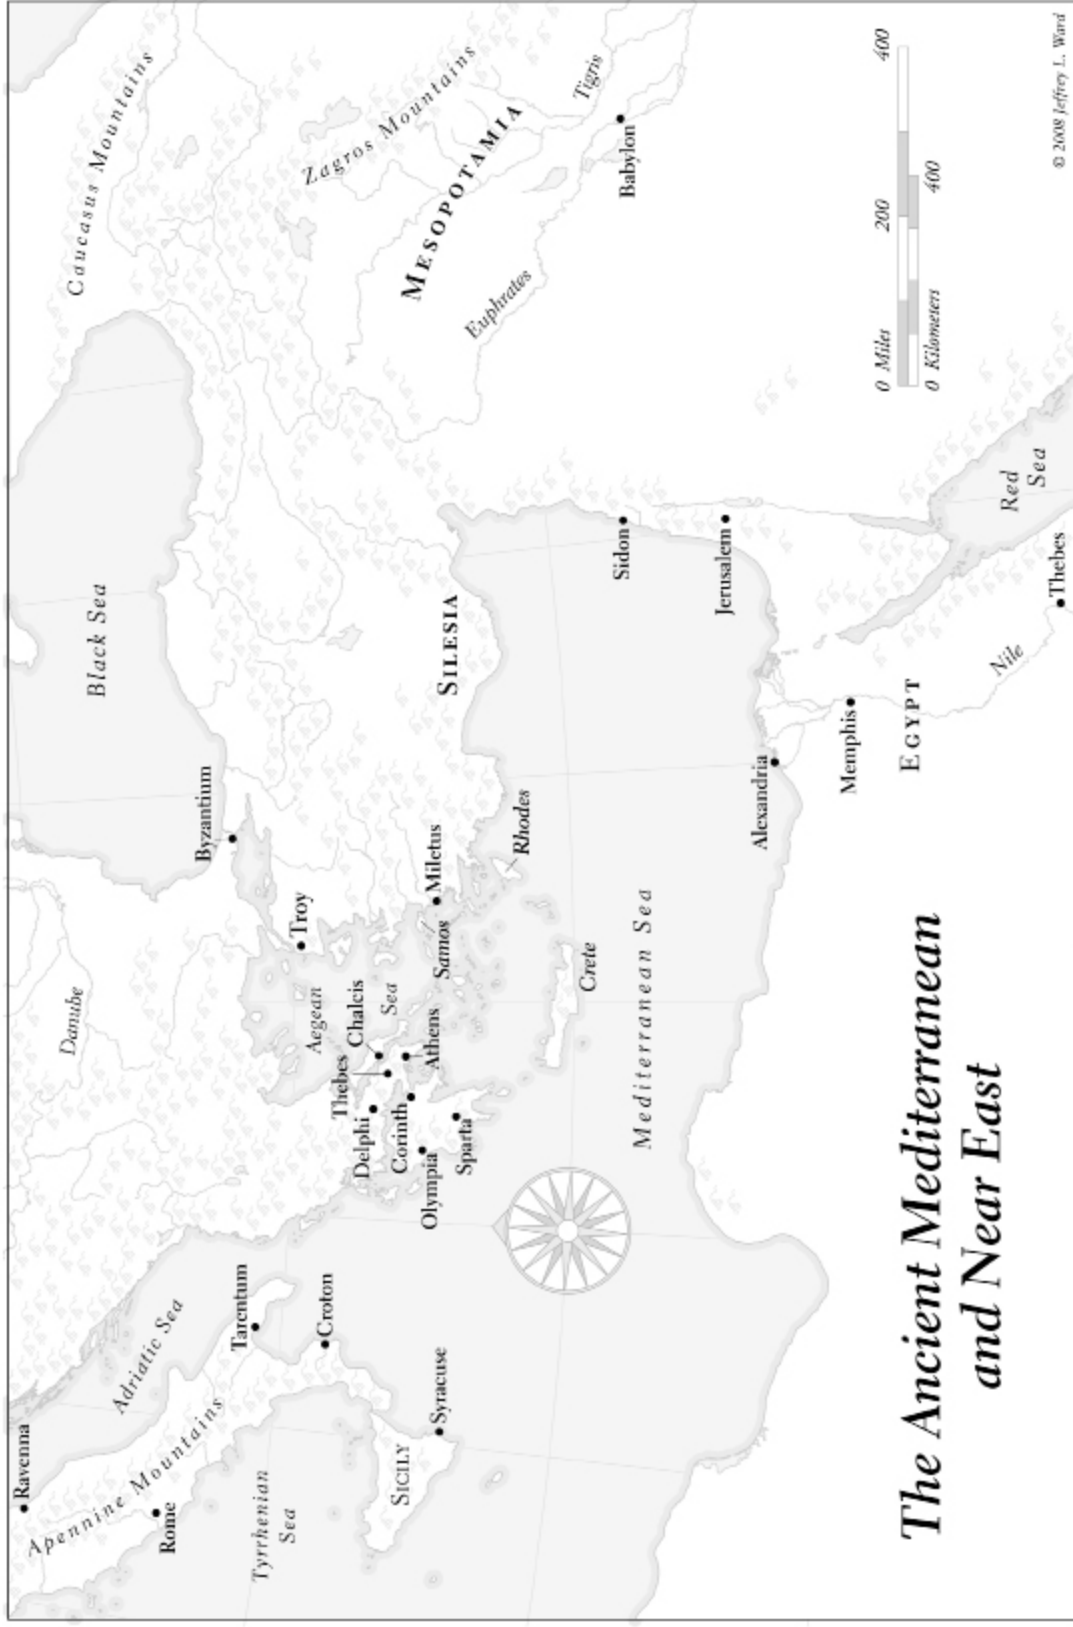 Caucasus Mountains
Black Sea
Danube
Ravenna
Apennine Mountains
Adriatic Sea
Rome
Tyrrhenian
Sea
Tarentum
Croton
SICILY
Syracuse
Byzantium
Troy
Aegean
Sea
Chalcis
Thebes
Delphi
Athens
Corinth
Olympia
Sparta
Samos
Miletus
Rhodes
Crete
SILESIA
Zagros Mountains
MESOPOTAMIA
Tigris
Euphrates
Babylon
Mediterranean Sea
Sidon
Jerusalem
Alexandria
Memphis
EGYPT
Nile
Thebes
Red
Sea
The Ancient Mediterranean
and Near East
0 Miles 200 400
0 Kilometers 400
© 2008 Jeffrey L. Ward